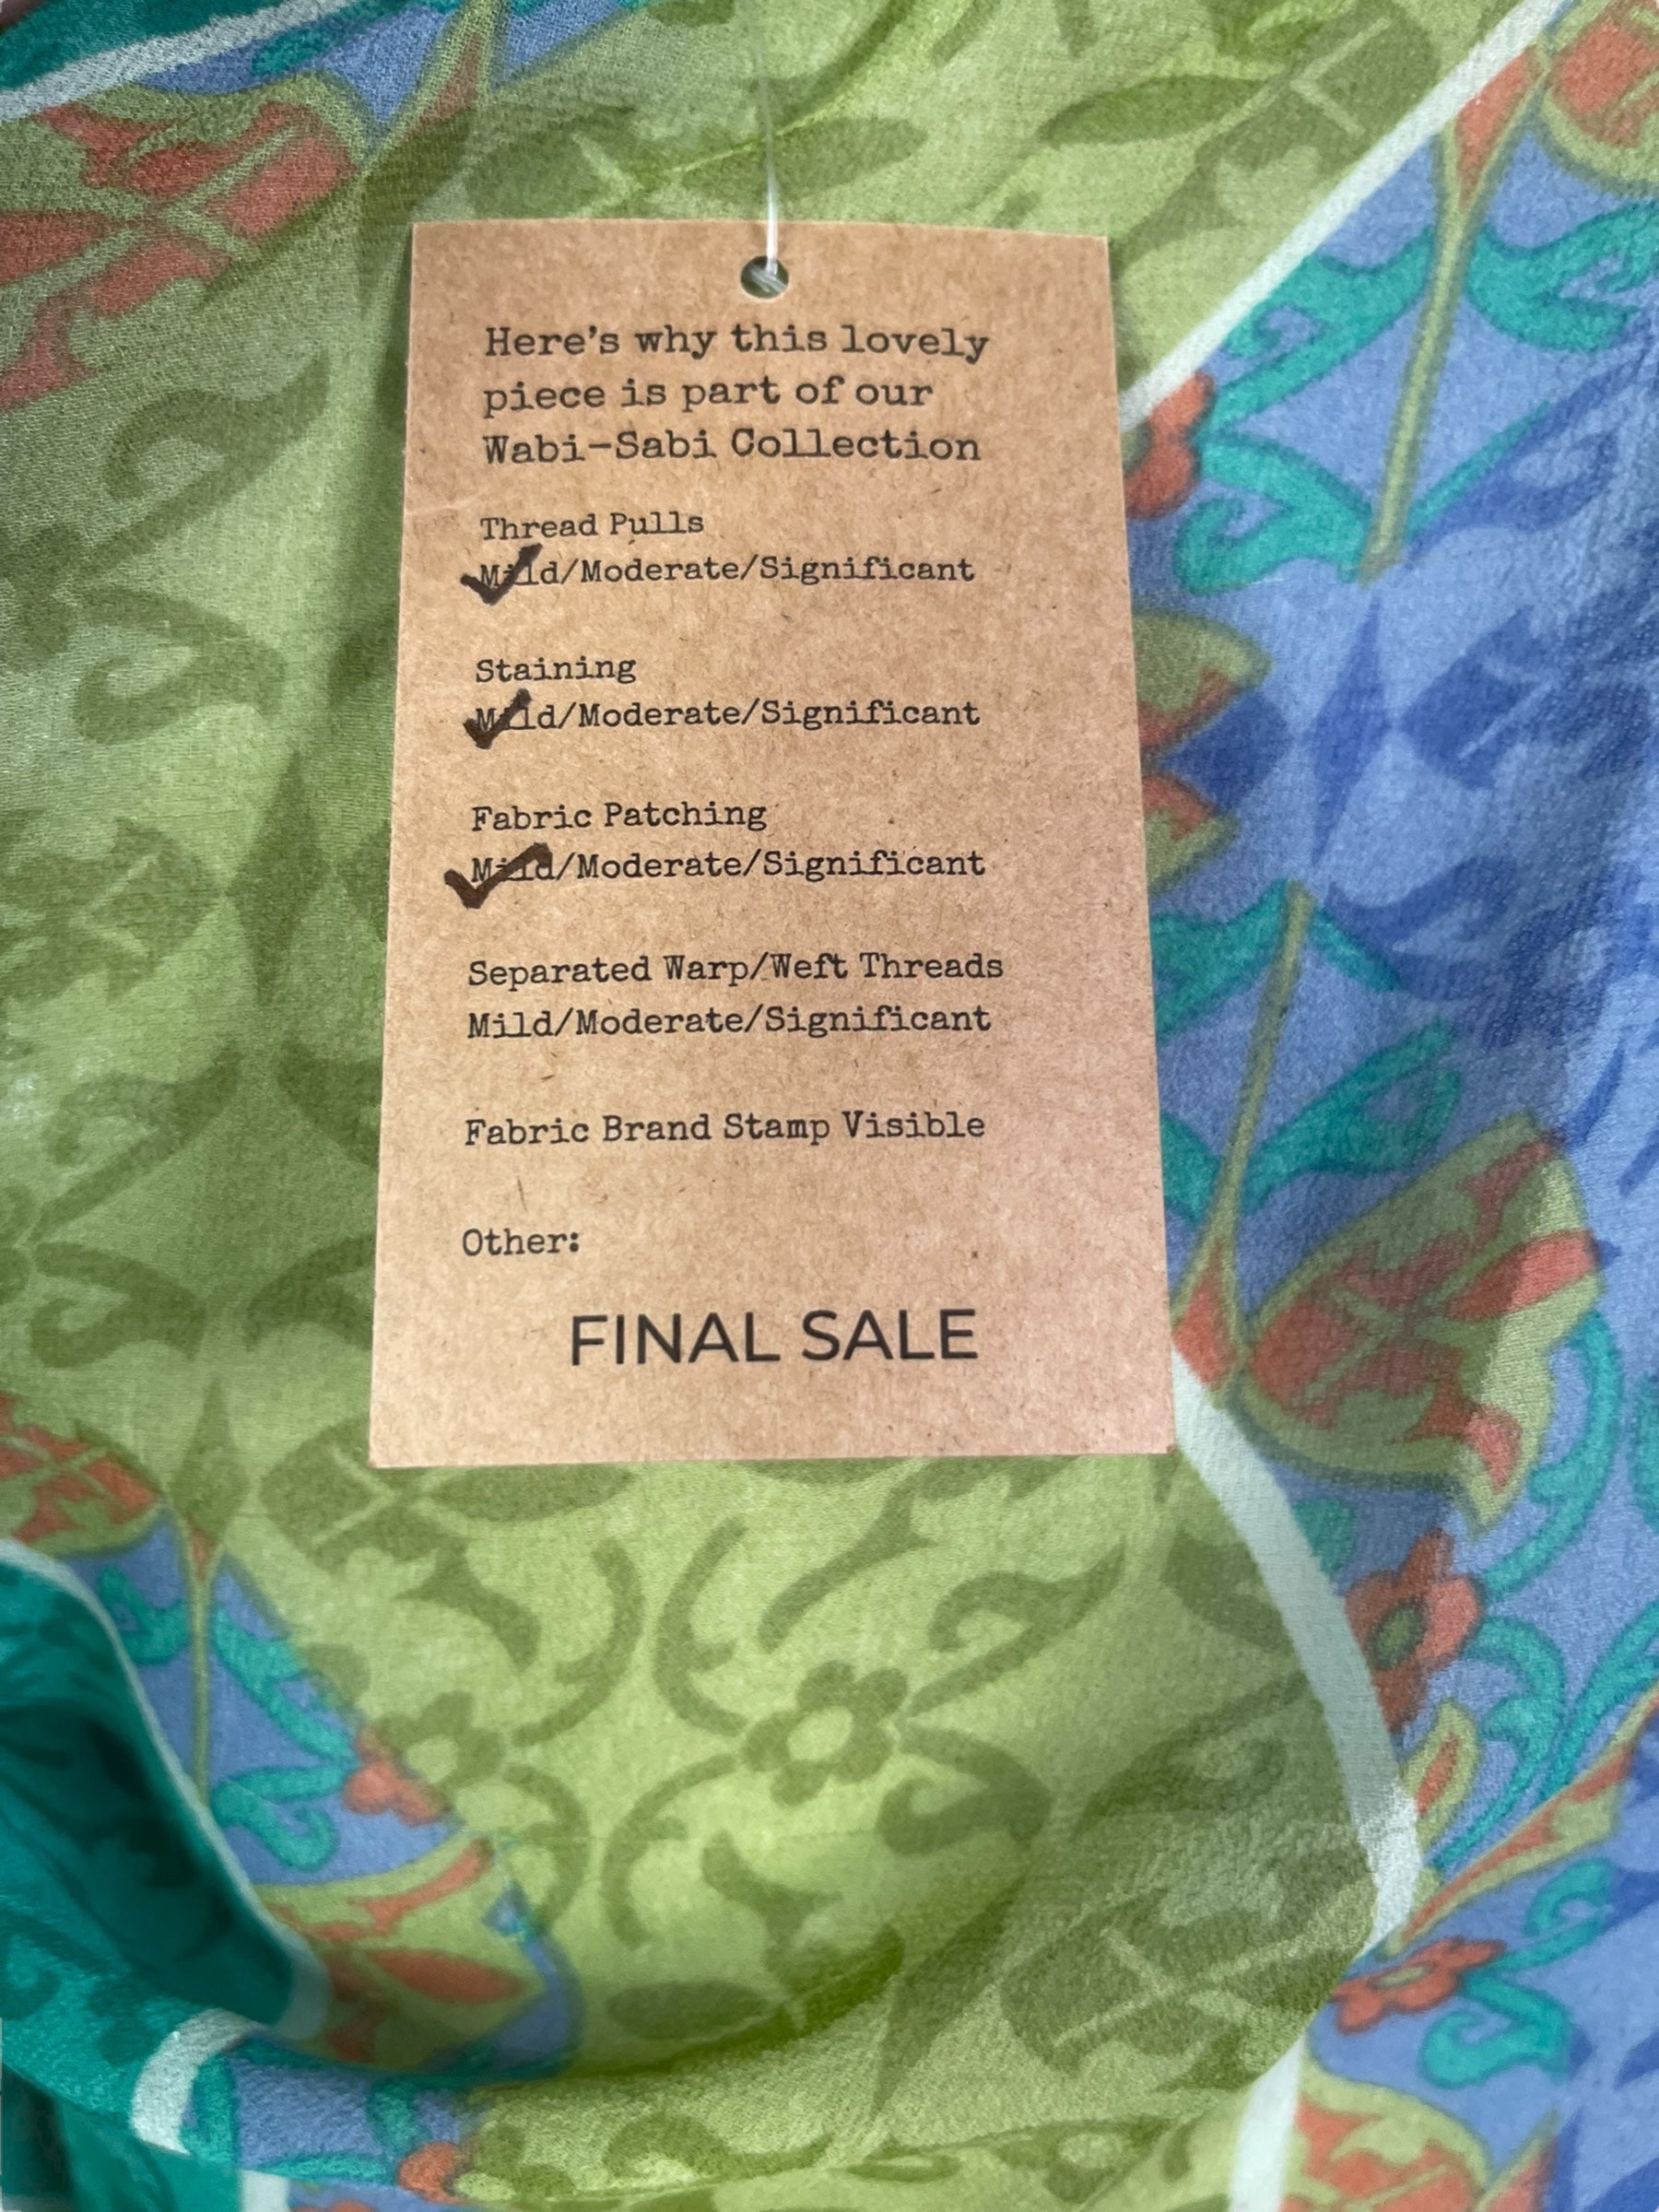 Here's why this lovely
piece is part of our
Wabi-Sabi Collection
Thread Pulls
Mild/Moderate/Significant
Staining
Mild/Moderate/Significant
Fabric Patching
Mild/Moderate/Significant
Separated Warp/Weft Threads
Mild/Moderate/Significant
Fabric Brand Stamp Visible
Other:
FINAL SALE